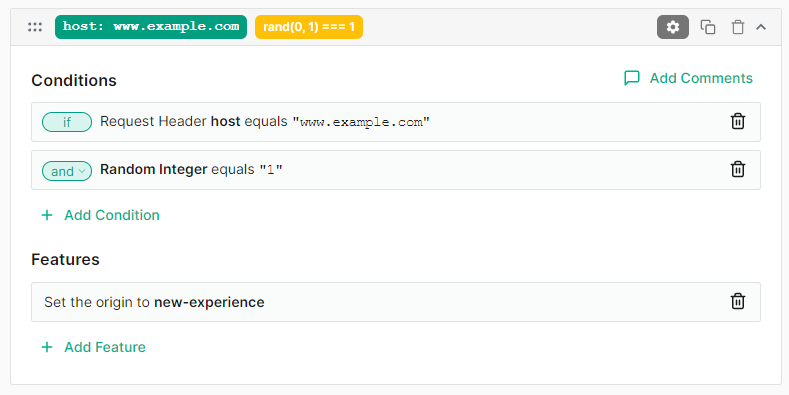 host: www.example.com rand(0, 1) === 1
Conditions
Add Comments
if Request Header host equals "www.example.com"
and Random Integer equals "1"
+ Add Condition
Features
Set the origin to new-experience
+ Add Feature